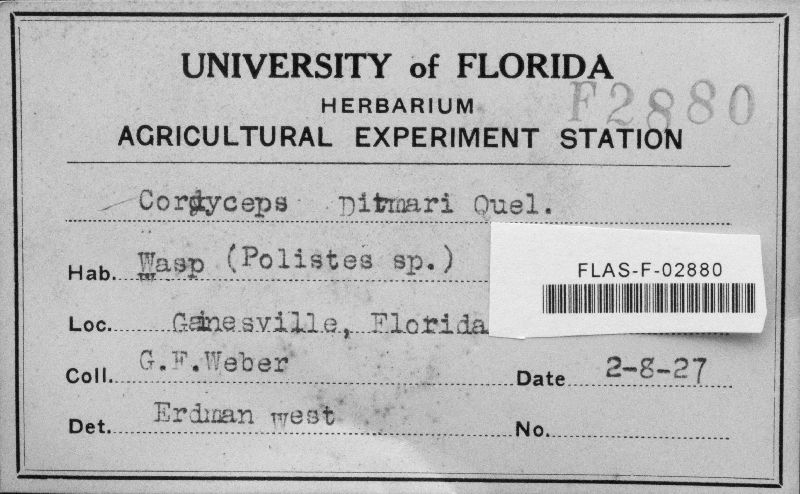 UNIVERSITY of FLORIDA
HERBARIUM
F2880
AGRICULTURAL EXPERIMENT STATION
Cordyceps Ditmari Quel.
Hab. Wasp (Polistes sp.)
FLAS-F-02880
Loc. Gainesville, Florida
Coll. G.F.Weber Date 2-8-27
Det. Erdman West No.